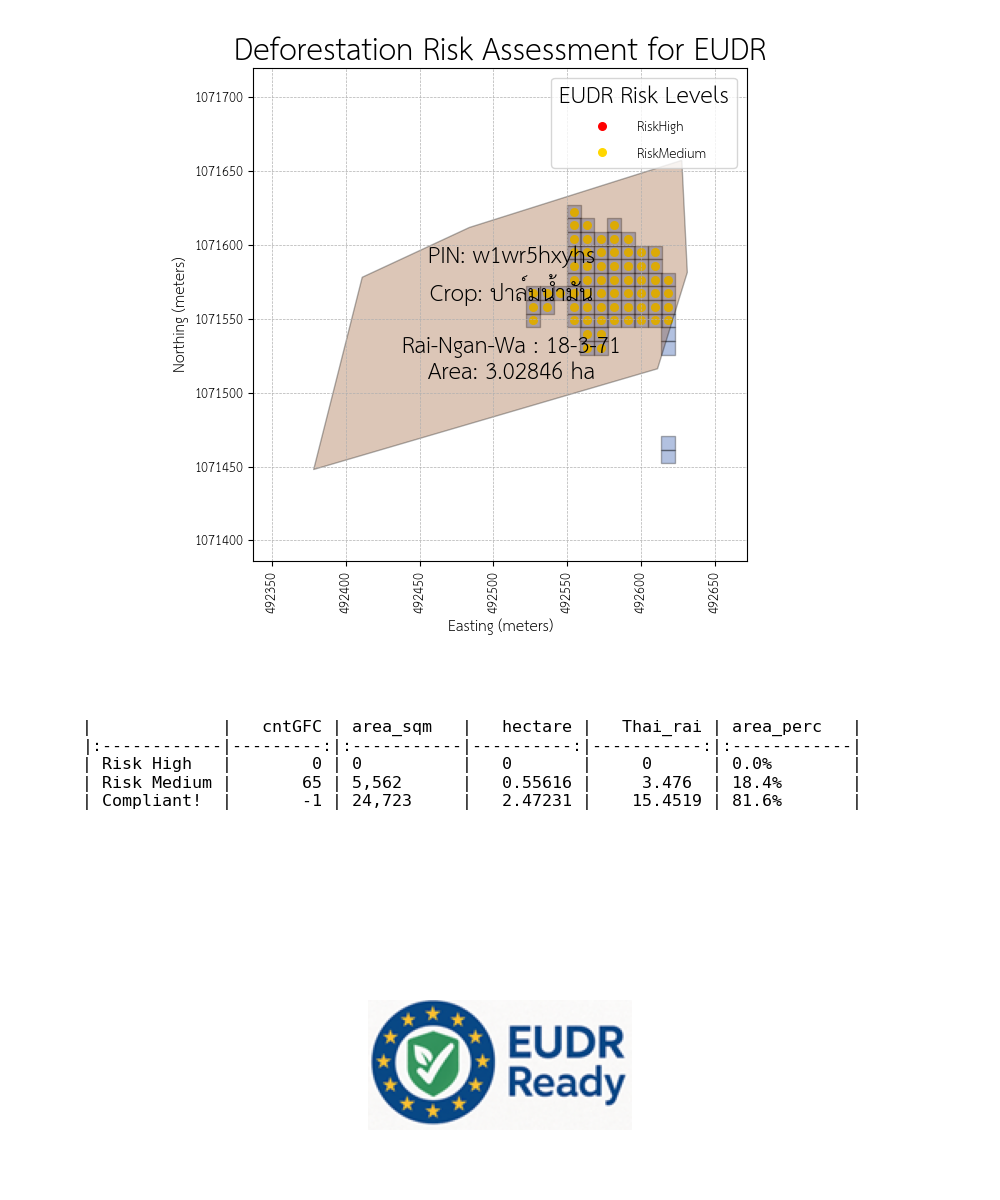 Deforestation Risk Assessment for EUDR
EUDR Risk Levels
RiskHigh
RiskMedium
1071700
1071650
1071600
1071550
1071500
1071450
1071400
Northing (meters)
PIN: w1wr5hxyhs
Crop: ปาล์มน้ำมัน
Rai-Ngan-Wa : 18-3-71
Area: 3.02846 ha
492350
492400
492450
492500
492550
492600
492650
Easting (meters)
|             |   cntGFC | area_sqm   |   hectare |   Thai_rai | area_perc   |
|:------------|---------:|:-----------|----------:|-----------:|:------------|
| Risk High   |        0 | 0          |   0       |     0      | 0.0%        |
| Risk Medium |       65 | 5,562      |   0.55616 |     3.476  | 18.4%       |
| Compliant!  |       -1 | 24,723     |   2.47231 |    15.4519 | 81.6%       |
EUDR
Ready